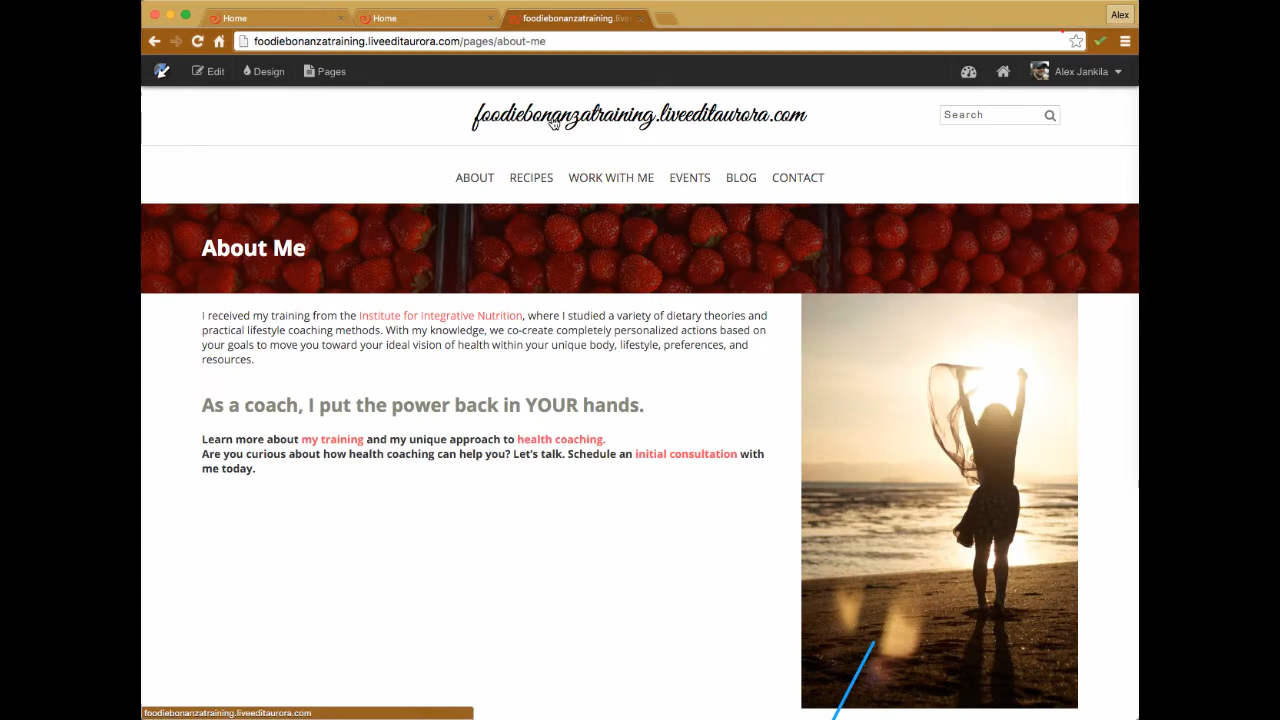 Home
Home
foodiebonanzatraining.live
Alex
foodiebonanzatraining.liveeditaurora.com/pages/about-me
Edit
Design
Pages
Alex Jankila
foodiebonanzatraining.liveeditaurora.com
Search
ABOUT
RECIPES
WORK WITH ME
EVENTS
BLOG
CONTACT
About Me
I received my training from the Institute for Integrative Nutrition, where I studied a variety of dietary theories and
practical lifestyle coaching methods. With my knowledge, we co-create completely personalized actions based on
your goals to move you toward your ideal vision of health within your unique body, lifestyle, preferences, and
resources.
As a coach, I put the power back in YOUR hands.
Learn more about my training and my unique approach to health coaching.
Are you curious about how health coaching can help you? Let's talk. Schedule an initial consultation with
me today.
foodiebonanzatraining.liveeditaurora.com